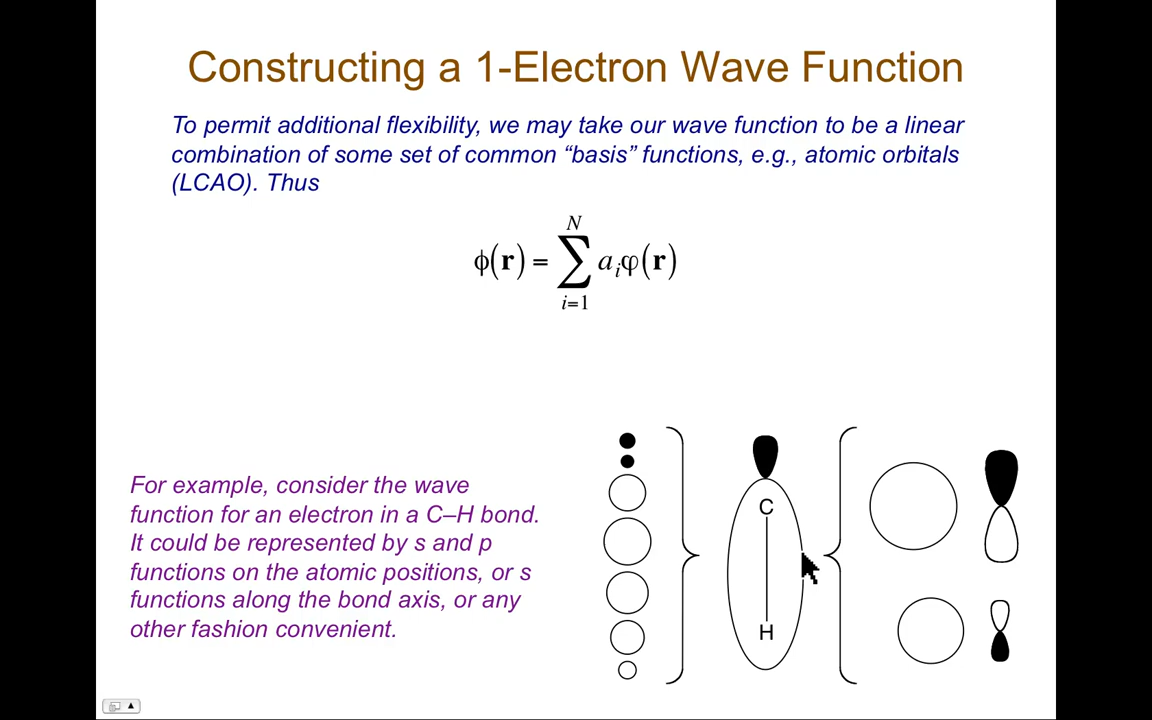 Constructing a 1-Electron Wave Function
To permit additional flexibility, we may take our wave function to be a linear
combination of some set of common “basis” functions, e.g., atomic orbitals
(LCAO). Thus
ϕ(r) = ∑ᵢ₌₁ᴺ aᵢφ(r)
For example, consider the wave
function for an electron in a C–H bond.
It could be represented by s and p
functions on the atomic positions, or s
functions along the bond axis, or any
other fashion convenient.
C
H